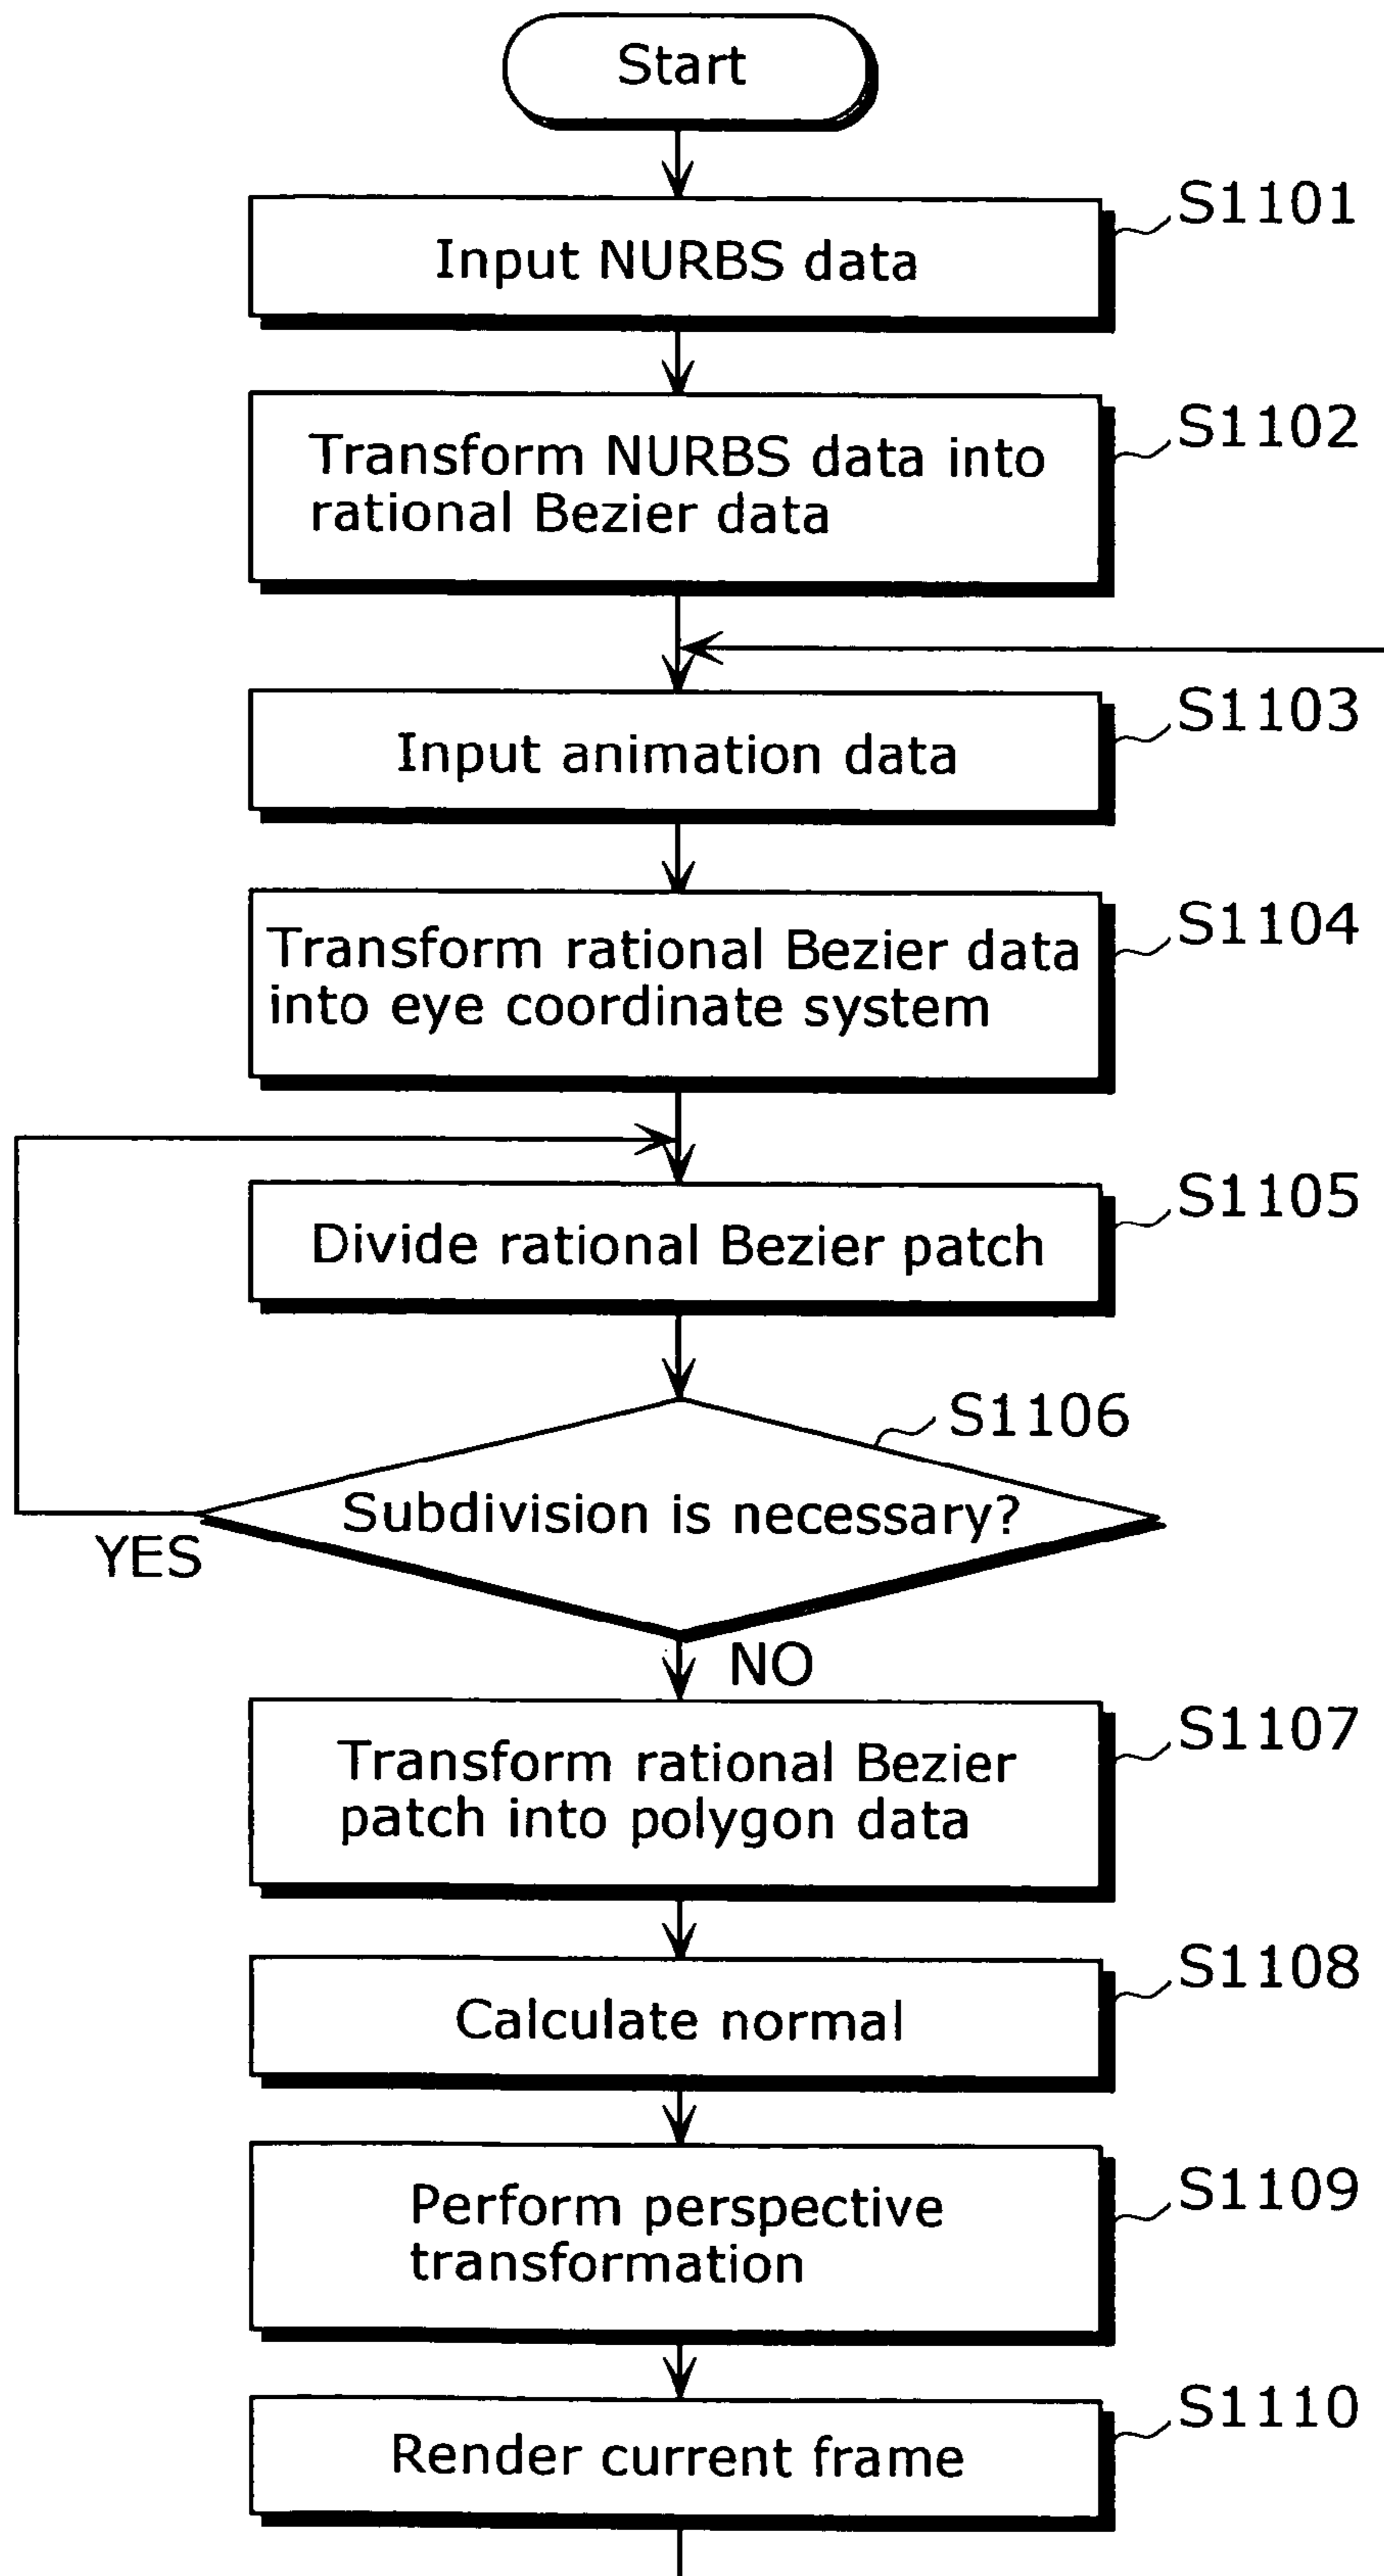 Start
S1101
Input NURBS data
S1102
Transform NURBS data into
rational Bezier data
S1103
Input animation data
S1104
Transform rational Bezier data
into eye coordinate system
S1105
Divide rational Bezier patch
S1106
Subdivision is necessary?
YES
NO
S1107
Transform rational Bezier
patch into polygon data
S1108
Calculate normal
S1109
Perform perspective
transformation
S1110
Render current frame